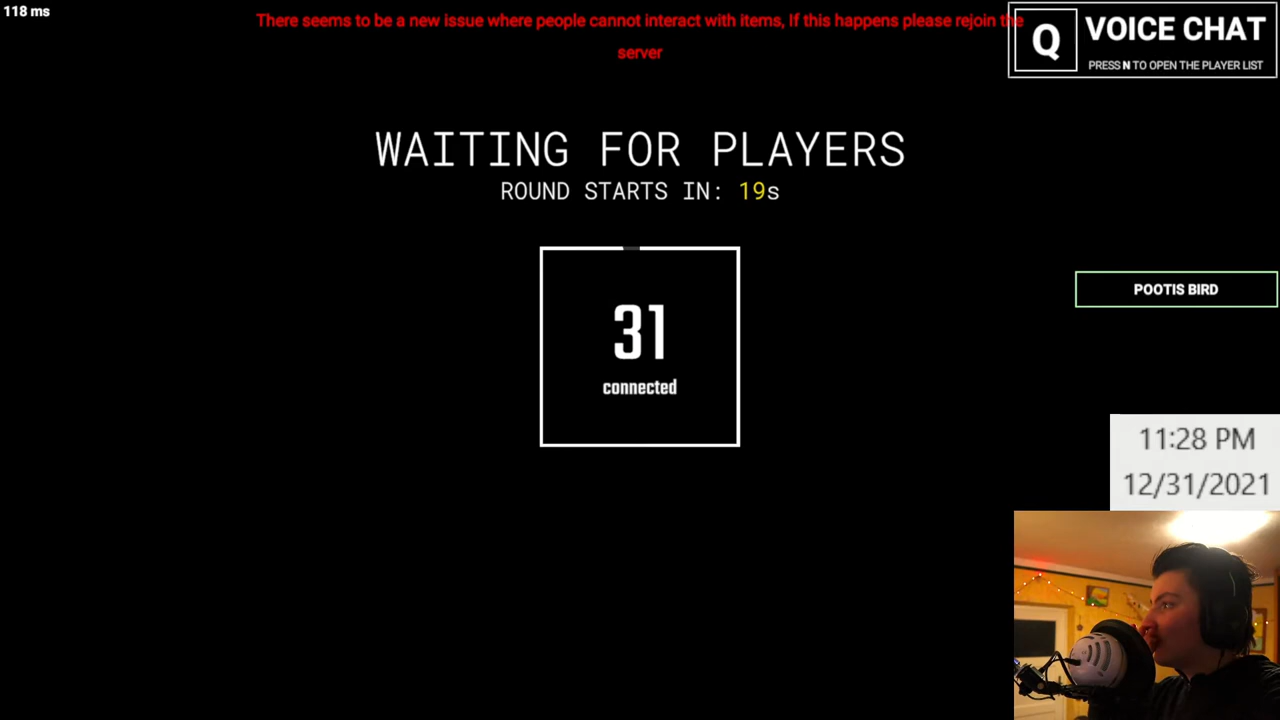 118 ms
There seems to be a new issue where people cannot interact with items, If this happens please rejoin the
server
Q
VOICE CHAT
PRESS N TO OPEN THE PLAYER LIST
WAITING FOR PLAYERS
ROUND STARTS IN: 19s
31
connected
POOTIS BIRD
11:28 PM
12/31/2021